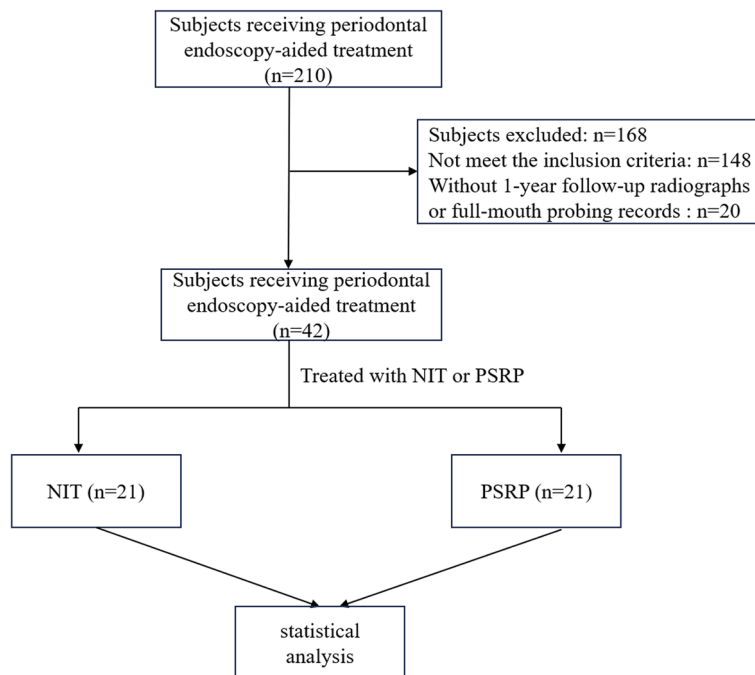 Subjects receiving periodontal
endoscopy-aided treatment
(n=210)
Subjects excluded: n=168
Not meet the inclusion criteria: n=148
Without 1-year follow-up radiographs
or full-mouth probing records : n=20
Subjects receiving periodontal
endoscopy-aided treatment
(n=42)
Treated with NIT or PSRP
NIT (n=21)
PSRP (n=21)
statistical
analysis